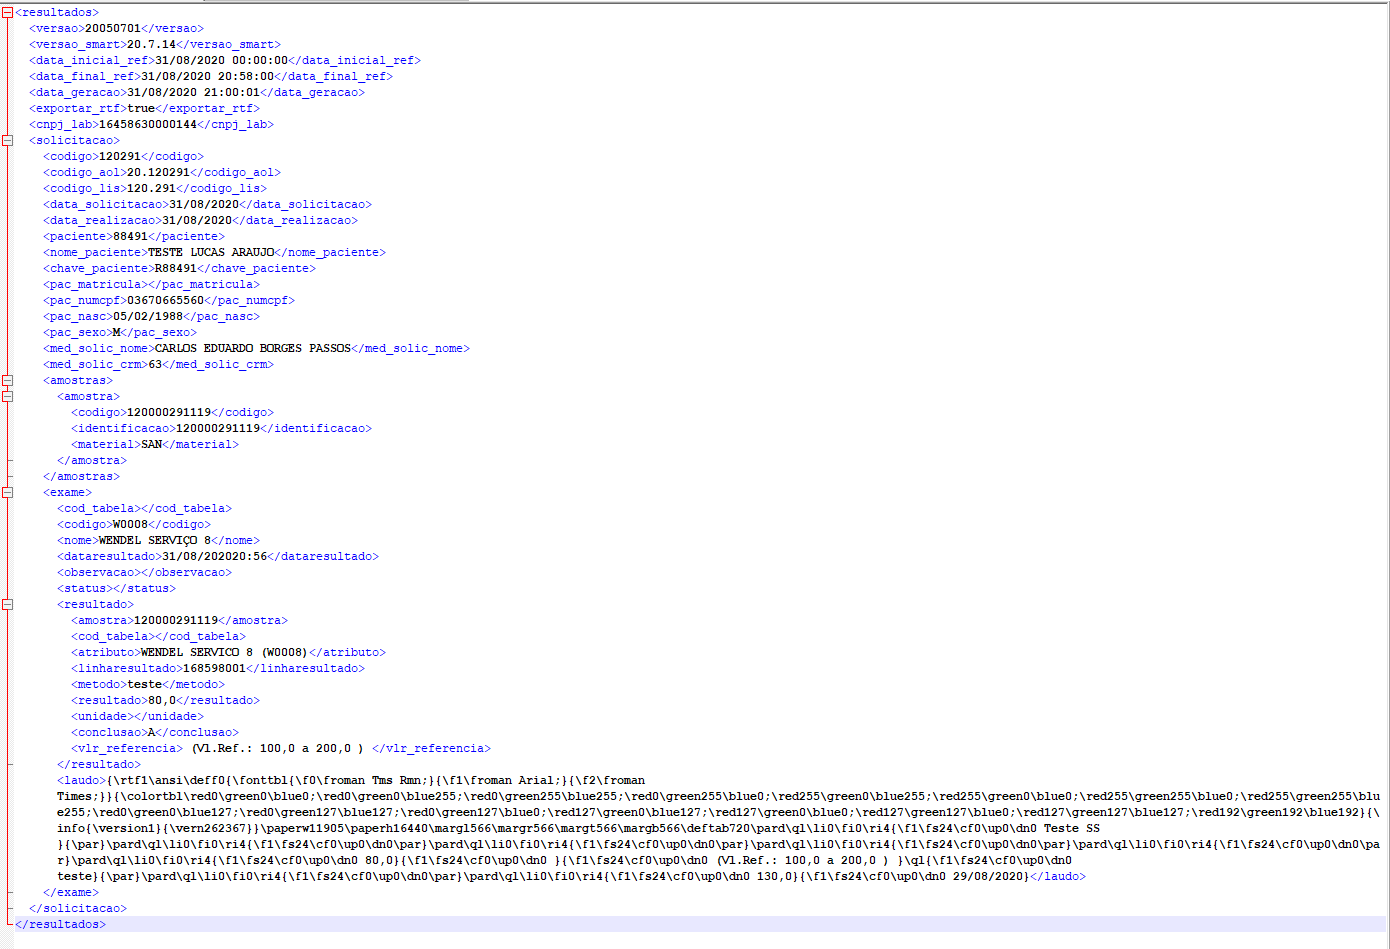 <resultados>
<versao>20050701</versao>
<versao_smart>20.7.14</versao_smart>
<data_inicial_ref>31/08/2020 00:00:00</data_inicial_ref>
<data_final_ref>31/08/2020 20:58:00</data_final_ref>
<data_geracao>31/08/2020 21:00:01</data_geracao>
<exportar_rtf>true</exportar_rtf>
<cnpj_lab>16458630000144</cnpj_lab>
<solicitacao>
<codigo>120291</codigo>
<codigo_aol>20.120291</codigo_aol>
<codigo_lis>120.291</codigo_lis>
<data_solicitacao>31/08/2020</data_solicitacao>
<data_realizacao>31/08/2020</data_realizacao>
<paciente>88491</paciente>
<nome_paciente>TESTE LUCAS ARAUJO</nome_paciente>
<chave_paciente>R88491</chave_paciente>
<pac_matricula></pac_matricula>
<pac_numcpf>03670665560</pac_numcpf>
<pac_nasc>05/02/1988</pac_nasc>
<pac_sexo>M</pac_sexo>
<med_solic_nome>CARLOS EDUARDO BORGES PASSOS</med_solic_nome>
<med_solic_crm>63</med_solic_crm>
<amostras>
<amostra>
<codigo>120000291119</codigo>
<identificacao>120000291119</identificacao>
<material>SAN</material>
</amostra>
</amostras>
<exame>
<cod_tabela></cod_tabela>
<codigo>W0008</codigo>
<nome>WENDEL SERVIÇO 8</nome>
<dataresultado>31/08/202020:56</dataresultado>
<observacao></observacao>
<status></status>
<resultado>
<amostra>120000291119</amostra>
<cod_tabela></cod_tabela>
<atributo>WENDEL SERVICO 8 (W0008)</atributo>
<linharesultado>168598001</linharesultado>
<metodo>teste</metodo>
<resultado>80,0</resultado>
<unidade></unidade>
<conclusao>A</conclusao>
<vlr_referencia> (Vl.Ref.: 100,0 a 200,0 ) </vlr_referencia>
</resultado>
<laudo>{\rtf1\ansi\deff0{\fonttbl{\f0\froman Tms Rmn;}{\f1\froman Arial;}{\f2\froman
Times;}}{\colortbl\red0\green0\blue0;\red0\green0\blue255;\red0\green255\blue255;\red0\green255\blue0;\red255\green0\blue255;\red255\green0\blue0;\red255\green255\blue0;\red255\green255\blu
e255;\red0\green0\blue127;\red0\green127\blue127;\red0\green127\blue0;\red127\green0\blue127;\red127\green0\blue0;\red127\green127\blue0;\red127\green127\blue127;\red192\green192\blue192}{\
info{\version1}{\vern262367}}\paperw11905\paperh16440\margl566\margr566\margt566\margb566\deftab720\pard\ql\li0\fi0\ri4{\f1\fs24\cf0\up0\dn0 Teste SS
}{\par}\pard\ql\li0\fi0\ri4{\f1\fs24\cf0\up0\dn0\par}\pard\ql\li0\fi0\ri4{\f1\fs24\cf0\up0\dn0\par}\pard\ql\li0\fi0\ri4{\f1\fs24\cf0\up0\dn0\par}\pard\ql\li0\fi0\ri4{\f1\fs24\cf0\up0\dn0\pa
r}\pard\ql\li0\fi0\ri4{\f1\fs24\cf0\up0\dn0 80,0}{\f1\fs24\cf0\up0\dn0 }{\f1\fs24\cf0\up0\dn0 (Vl.Ref.: 100,0 a 200,0 ) }\ql{\f1\fs24\cf0\up0\dn0
teste}{\par}\pard\ql\li0\fi0\ri4{\f1\fs24\cf0\up0\dn0\par}\pard\ql\li0\fi0\ri4{\f1\fs24\cf0\up0\dn0 130,0}{\f1\fs24\cf0\up0\dn0 29/08/2020}</laudo>
</exame>
</solicitacao>
</resultados>